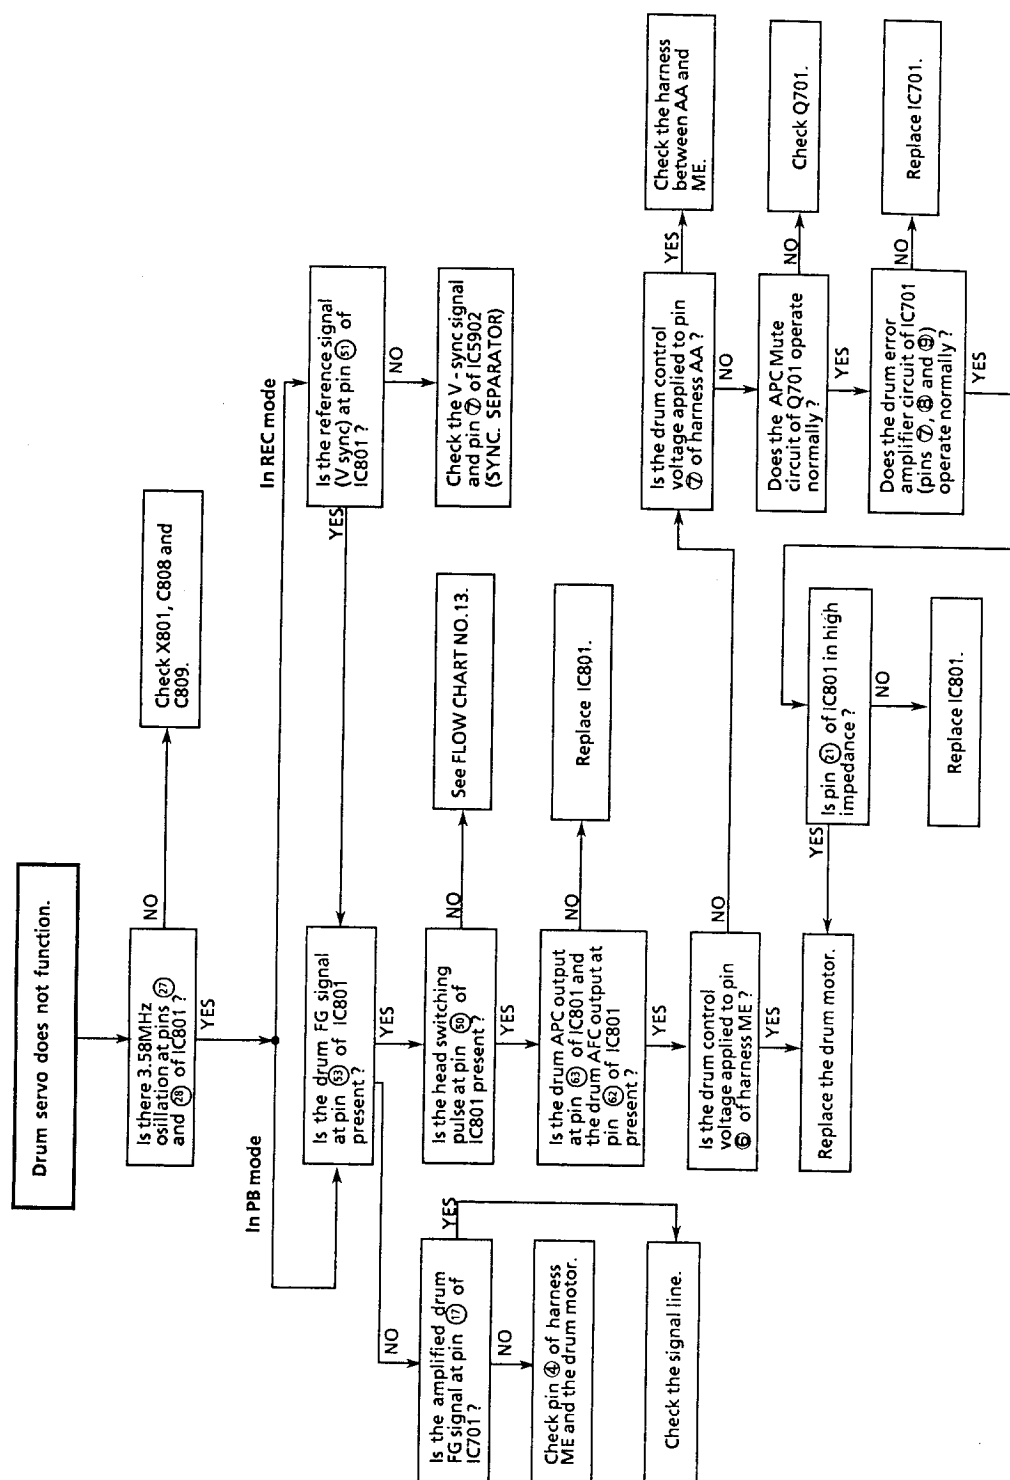 Drum servo does not function.
Is there 3.58MHz
osillation at pins ㉗
and ㉘ of IC801 ?
NO
Check X801, C808 and
C809.
YES
In PB mode
In REC mode
Is the reference signal
(V sync) at pin 51 of
IC801 ?
YES
NO
Check the V - sync signal
and pin ⑦ of IC5902
(SYNC. SEPARATOR)
Is the drum FG signal
at pin 53 of IC801
present ?
NO
YES
Is the amplified drum
FG signal at pin ⑰ of
IC701 ?
YES
NO
Check pin ④ of harness
ME and the drum motor.
Check the signal line.
Is the head switching
pulse at pin 50 of
IC801 present ?
NO
See FLOW CHART NO.13.
YES
Is the drum APC output
at pin 63 of IC801 and
the drum AFC output at
pin 62 of IC801
present ?
NO
Replace IC801.
YES
Is the drum control
voltage applied to pin
⑥ of harness ME ?
NO
YES
Replace the drum motor.
Is the drum control
voltage applied to pin
⑦ of harness AA ?
YES
Check the harness
between AA and
ME.
NO
Does the APC Mute
circuit of Q701 operate
normally ?
NO
Check Q701.
YES
Does the drum error
amplifier circuit of IC701
(pins ⑦, ⑧ and ⑨)
operate normally ?
NO
Replace IC701.
YES
Is pin ㉑ of IC801 in high
impedance ?
YES
NO
Replace IC801.